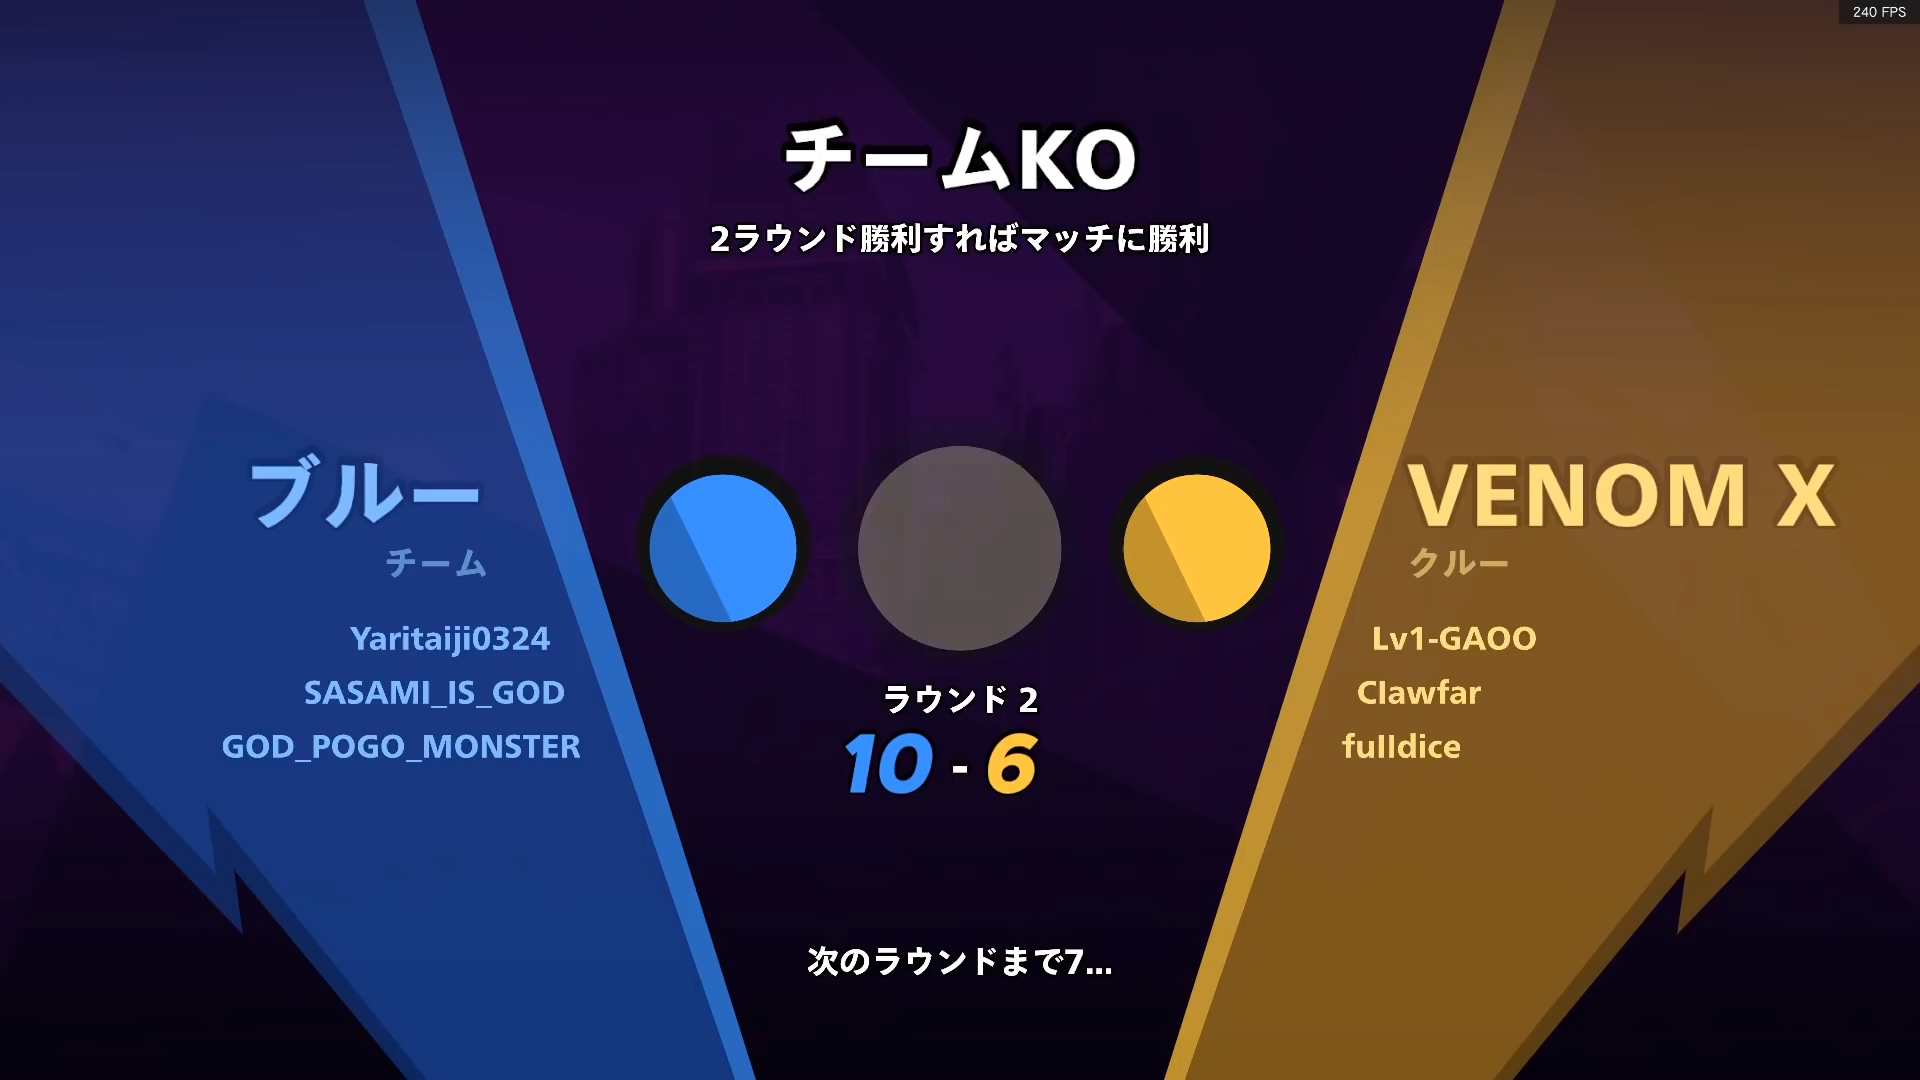 240 FPS
チームKO
2ラウンド勝利すればマッチに勝利
ブルー
チーム
Yaritaiji0324
SASAMI_IS_GOD
GOD_POGO_MONSTER
VENOM X
クルー
Lv1-GAOO
CIawfar
fuIIdice
ラウンド 2
10 - 6
次のラウンドまで7...